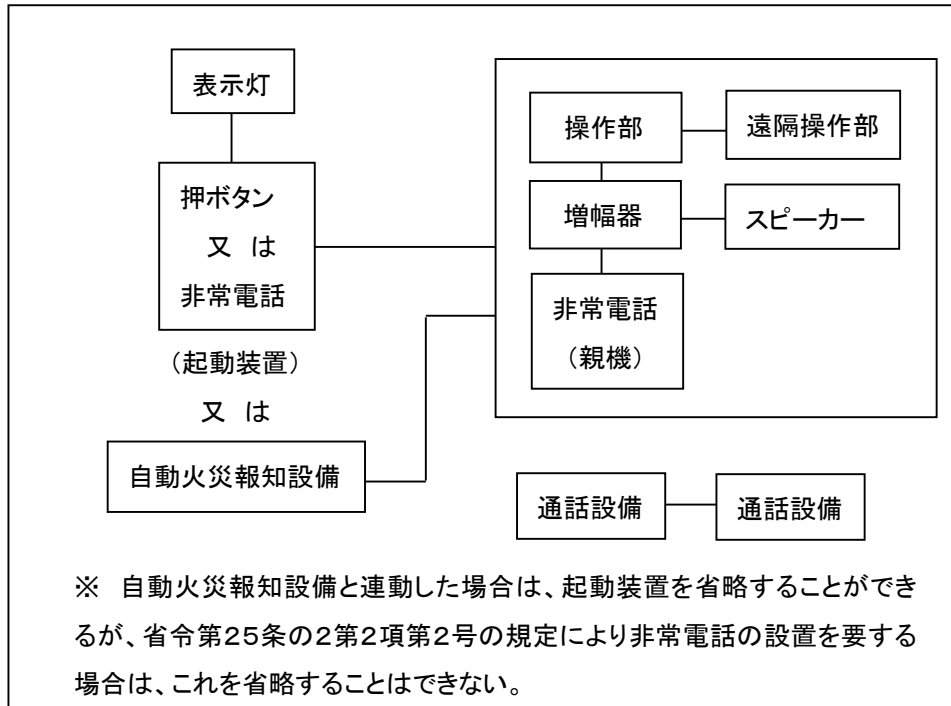 表示灯
押ボタン
又 は
非常電話
（起動装置）
又 は
自動火災報知設備
操作部
遠隔操作部
増幅器
スピーカー
非常電話
（親機）
通話設備
通話設備
※ 自動火災報知設備と連動した場合は、起動装置を省略することができ
るが、省令第２５条の２第２項第２号の規定により非常電話の設置を要する
場合は、これを省略することはできない。